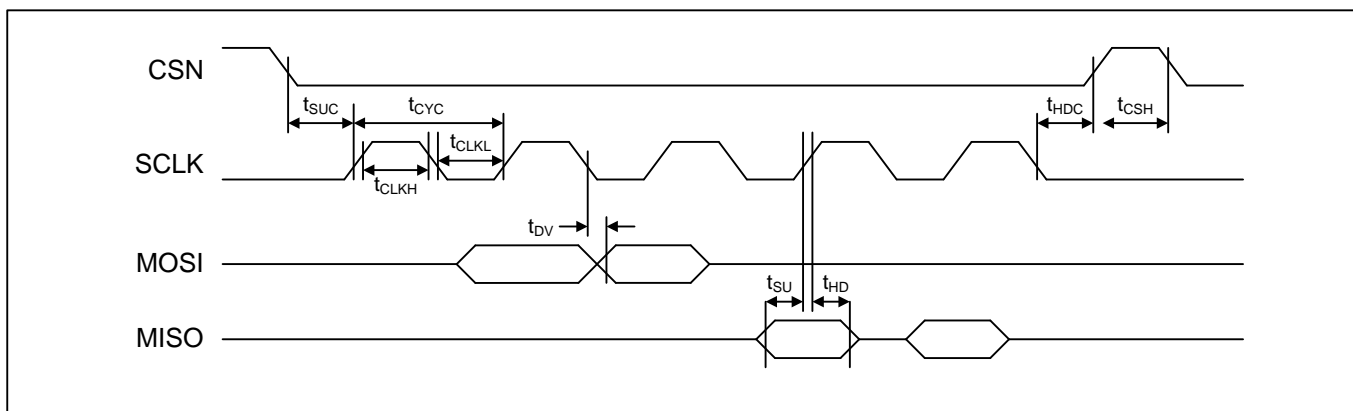 CSN
tSUC
tCYC
tHDC
tCSH
SCLK
tCLKL
tCLKH
tDV
MOSI
tSU
tHD
MISO